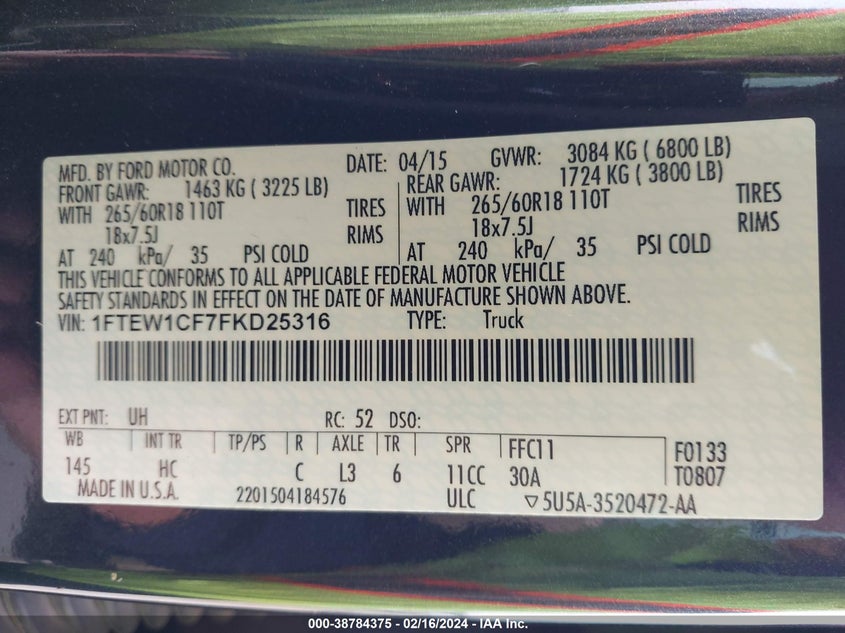 MFD. BY FORD MOTOR CO. DATE: 04/15 GVWR: 3084 KG ( 6800 LB)
FRONT GAWR: 1463 KG ( 3225 LB) REAR GAWR: 1724 KG ( 3800 LB)
WITH 265/60R18 110T TIRES WITH 265/60R18 110T TIRES
18x7.5J RIMS 18x7.5J RIMS
AT 240 kPa/ 35 PSI COLD AT 240 kPa/ 35 PSI COLD
THIS VEHICLE CONFORMS TO ALL APPLICABLE FEDERAL MOTOR VEHICLE
SAFETY STANDARDS IN EFFECT ON THE DATE OF MANUFACTURE SHOWN ABOVE.
VIN: 1FTEW1CF7FKD25316 TYPE: Truck
EXT PNT: UH RC: 52 DSO:
WB INT TR TP/PS R AXLE TR SPR FFC11 F0133
145 HC C L3 6 11CC 30A T0807
MADE IN U.S.A. 2201504184576 ULC ▽5U5A-3520472-AA
000-38784375 - 02/16/2024 - IAA Inc.